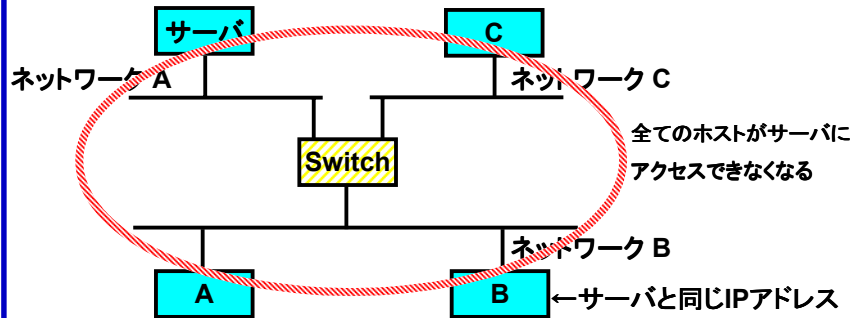 サーバ
C
ネットワーク A
ネットワーク C
全てのホストがサーバに
アクセスできなくなる
Switch
ネットワーク B
A
B
←サーバと同じIPアドレス